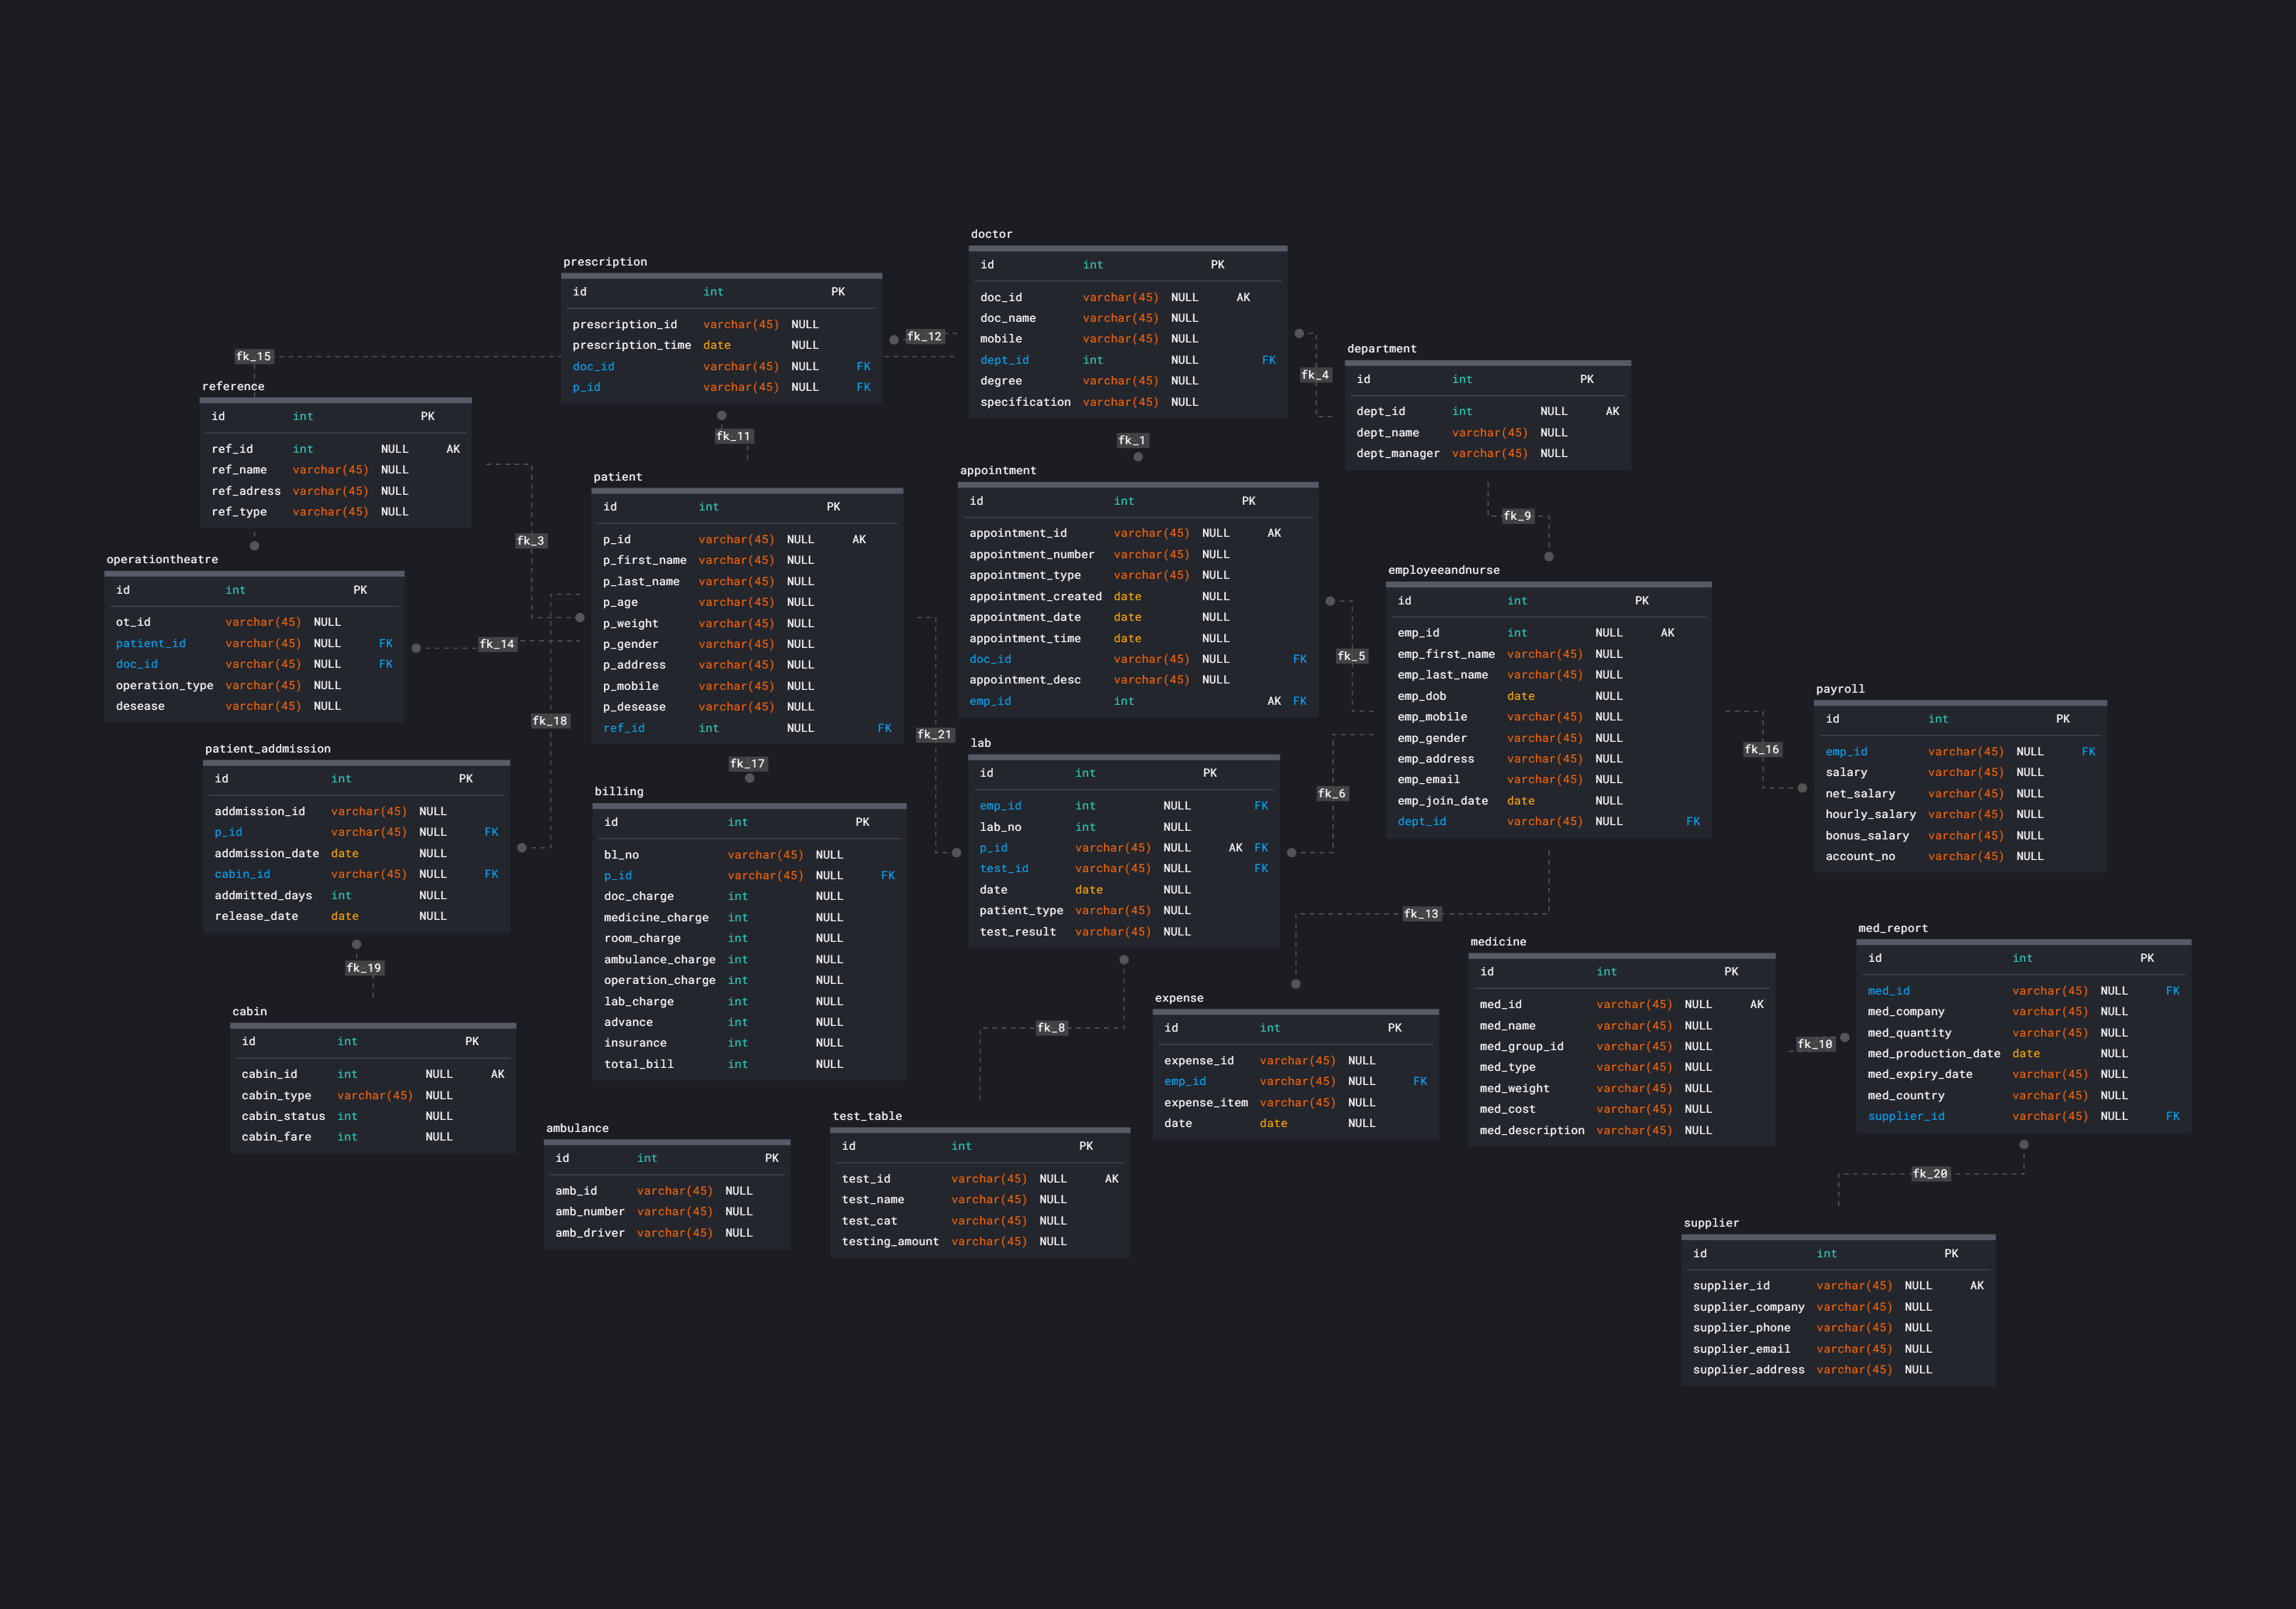 doctor
id int PK
doc_id varchar(45) NULL AK
doc_name varchar(45) NULL
mobile varchar(45) NULL
dept_id int NULL FK
degree varchar(45) NULL
specification varchar(45) NULL
prescription
id int PK
prescription_id varchar(45) NULL
prescription_time date NULL
doc_id varchar(45) NULL FK
p_id varchar(45) NULL FK
fk_12
fk_15
fk_4
department
id int PK
dept_id int NULL AK
dept_name varchar(45) NULL
dept_manager varchar(45) NULL
reference
id int PK
ref_id int NULL AK
ref_name varchar(45) NULL
ref_adress varchar(45) NULL
ref_type varchar(45) NULL
fk_11
fk_1
fk_3
fk_9
patient
id int PK
p_id varchar(45) NULL AK
p_first_name varchar(45) NULL
p_last_name varchar(45) NULL
p_age varchar(45) NULL
p_weight varchar(45) NULL
p_gender varchar(45) NULL
p_address varchar(45) NULL
p_mobile varchar(45) NULL
p_desease varchar(45) NULL
ref_id int NULL FK
appointment
id int PK
appointment_id varchar(45) NULL AK
appointment_number varchar(45) NULL
appointment_type varchar(45) NULL
appointment_created date NULL
appointment_date date NULL
appointment_time date NULL
doc_id varchar(45) NULL FK
appointment_desc varchar(45) NULL
emp_id int AK FK
operationtheatre
id int PK
ot_id varchar(45) NULL
patient_id varchar(45) NULL FK
doc_id varchar(45) NULL FK
operation_type varchar(45) NULL
desease varchar(45) NULL
fk_14
fk_18
fk_5
employeeandnurse
id int PK
emp_id int NULL AK
emp_first_name varchar(45) NULL
emp_last_name varchar(45) NULL
emp_dob date NULL
emp_mobile varchar(45) NULL
emp_gender varchar(45) NULL
emp_address varchar(45) NULL
emp_email varchar(45) NULL
emp_join_date date NULL
dept_id varchar(45) NULL FK
fk_16
payroll
id int PK
emp_id varchar(45) NULL FK
salary varchar(45) NULL
net_salary varchar(45) NULL
hourly_salary varchar(45) NULL
bonus_salary varchar(45) NULL
account_no varchar(45) NULL
patient_addmission
id int PK
addmission_id varchar(45) NULL
p_id varchar(45) NULL FK
addmission_date date NULL
cabin_id varchar(45) NULL FK
addmitted_days int NULL
release_date date NULL
fk_17
fk_21
fk_6
billing
id int PK
bl_no varchar(45) NULL
p_id varchar(45) NULL FK
doc_charge int NULL
medicine_charge int NULL
room_charge int NULL
ambulance_charge int NULL
operation_charge int NULL
lab_charge int NULL
advance int NULL
insurance int NULL
total_bill int NULL
lab
id int PK
emp_id int NULL FK
lab_no int NULL
p_id varchar(45) NULL AK FK
test_id varchar(45) NULL FK
date date NULL
patient_type varchar(45) NULL
test_result varchar(45) NULL
fk_13
fk_19
fk_8
cabin
id int PK
cabin_id int NULL AK
cabin_type varchar(45) NULL
cabin_status int NULL
cabin_fare int NULL
expense
id int PK
expense_id varchar(45) NULL
emp_id varchar(45) NULL FK
expense_item varchar(45) NULL
date date NULL
medicine
id int PK
med_id varchar(45) NULL AK
med_name varchar(45) NULL
med_group_id varchar(45) NULL
med_type varchar(45) NULL
med_weight varchar(45) NULL
med_cost varchar(45) NULL
med_description varchar(45) NULL
fk_10
med_report
id int PK
med_id varchar(45) NULL FK
med_company varchar(45) NULL
med_quantity varchar(45) NULL
med_production_date date NULL
med_expiry_date varchar(45) NULL
med_country varchar(45) NULL
supplier_id varchar(45) NULL FK
ambulance
id int PK
amb_id varchar(45) NULL
amb_number varchar(45) NULL
amb_driver varchar(45) NULL
test_table
id int PK
test_id varchar(45) NULL AK
test_name varchar(45) NULL
test_cat varchar(45) NULL
testing_amount varchar(45) NULL
fk_20
supplier
id int PK
supplier_id varchar(45) NULL AK
supplier_company varchar(45) NULL
supplier_phone varchar(45) NULL
supplier_email varchar(45) NULL
supplier_address varchar(45) NULL